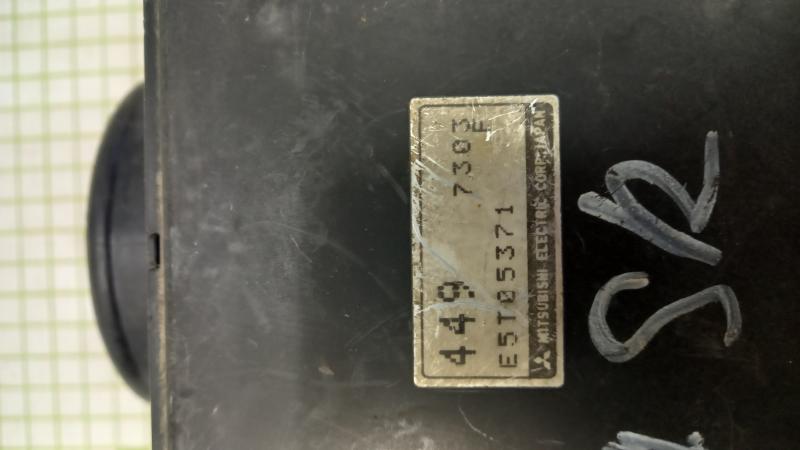 449 7303
E5T05371 F
MITSUBISHI ELECTRIC CORP. JAPAN
SR